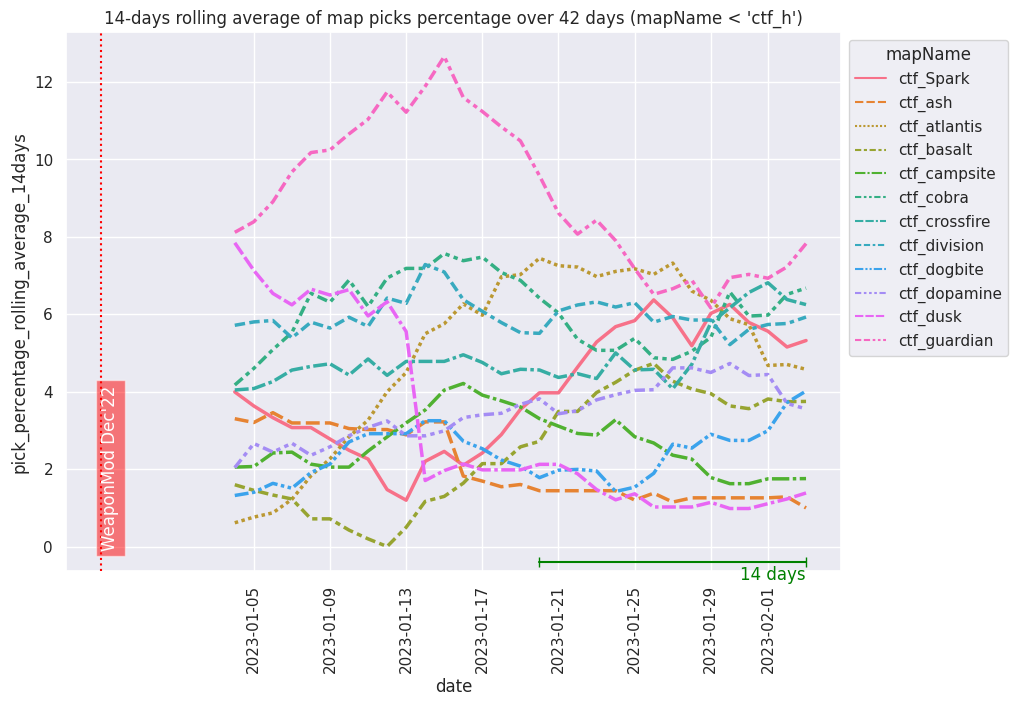 14-days rolling average of map picks percentage over 42 days (mapName < 'ctf_h')
pick_percentage_rolling_average_14days
12
10
8
6
4
2
0
WeaponMod Dec'22
14 days
2023-01-05
2023-01-09
2023-01-13
2023-01-17
2023-01-21
2023-01-25
2023-01-29
2023-02-01
date
mapName
ctf_Spark
ctf_ash
ctf_atlantis
ctf_basalt
ctf_campsite
ctf_cobra
ctf_crossfire
ctf_division
ctf_dogbite
ctf_dopamine
ctf_dusk
ctf_guardian